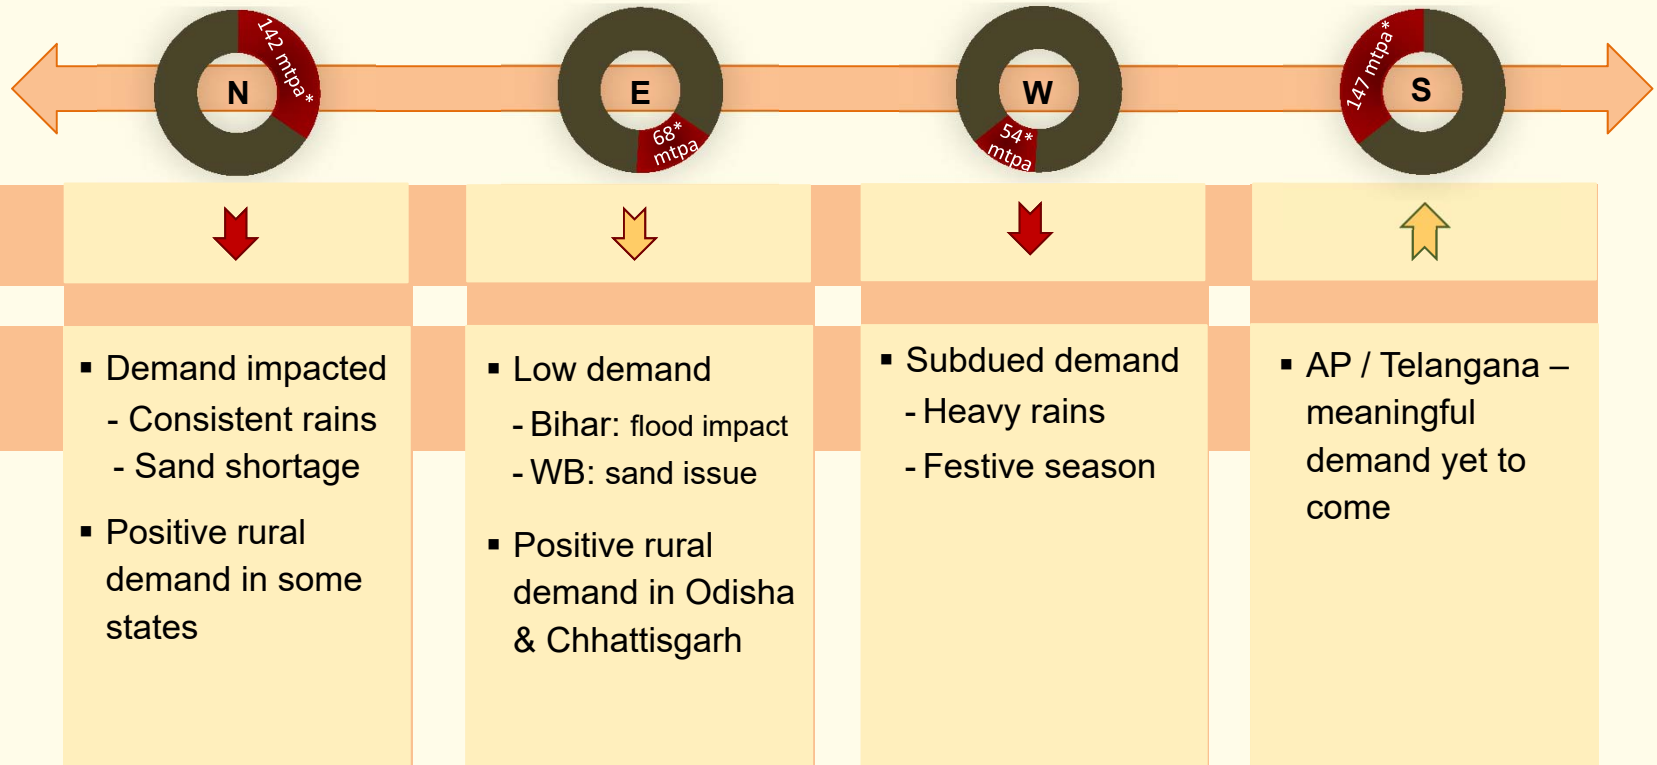 142 mtpa*
N
68*
mtpa
E
54*
mtpa
W
147 mtpa*
S
▪ Demand impacted
- Consistent rains
- Sand shortage
▪ Positive rural
demand in some
states
▪ Low demand
- Bihar: flood impact
- WB: sand issue
▪ Positive rural
demand in Odisha
& Chhattisgarh
▪ Subdued demand
- Heavy rains
- Festive season
▪ AP / Telangana –
meaningful
demand yet to
come